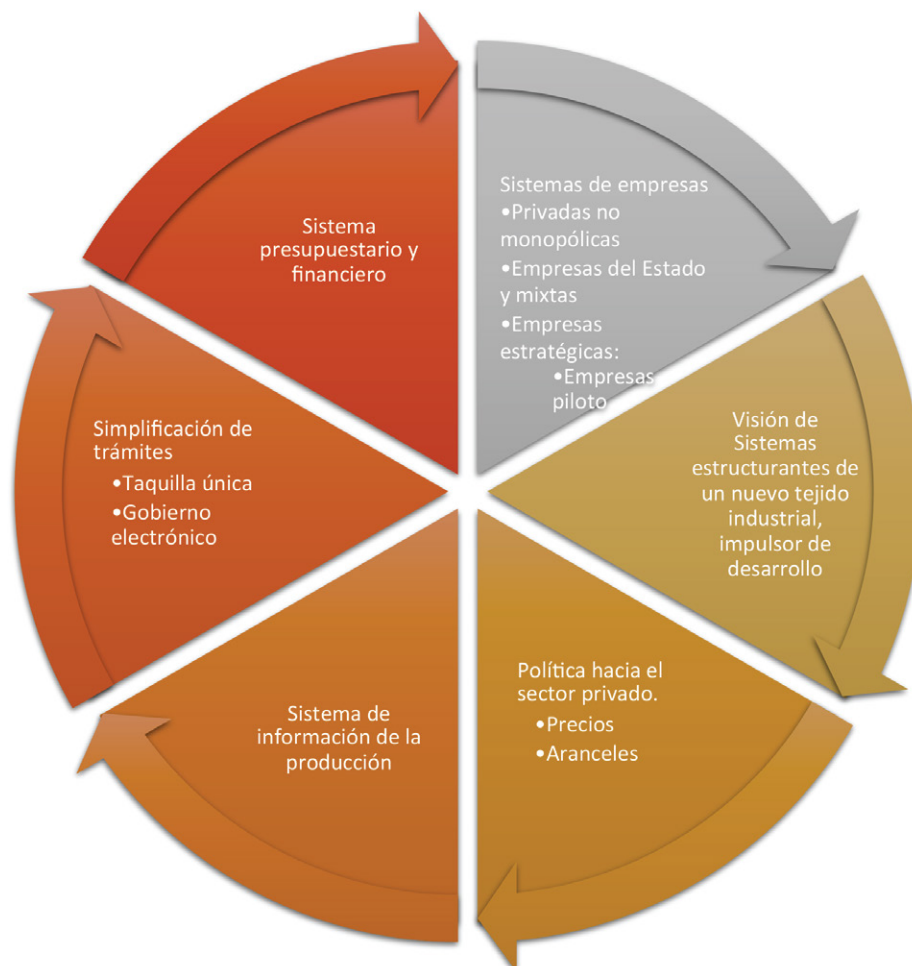 Sistemas de empresas
•Privadas no
monopólicas
•Empresas del Estado
y mixtas
•Empresas
estratégicas:
•Empresas
piloto
Visión de
Sistemas
estructurantes de
un nuevo tejido
industrial,
impulsor de
desarrollo
Política hacia el
sector privado.
•Precios
•Aranceles
Sistema de
información de la
producción
Simplificación de
trámites
•Taquilla única
•Gobierno
electrónico
Sistema
presupuestario y
financiero